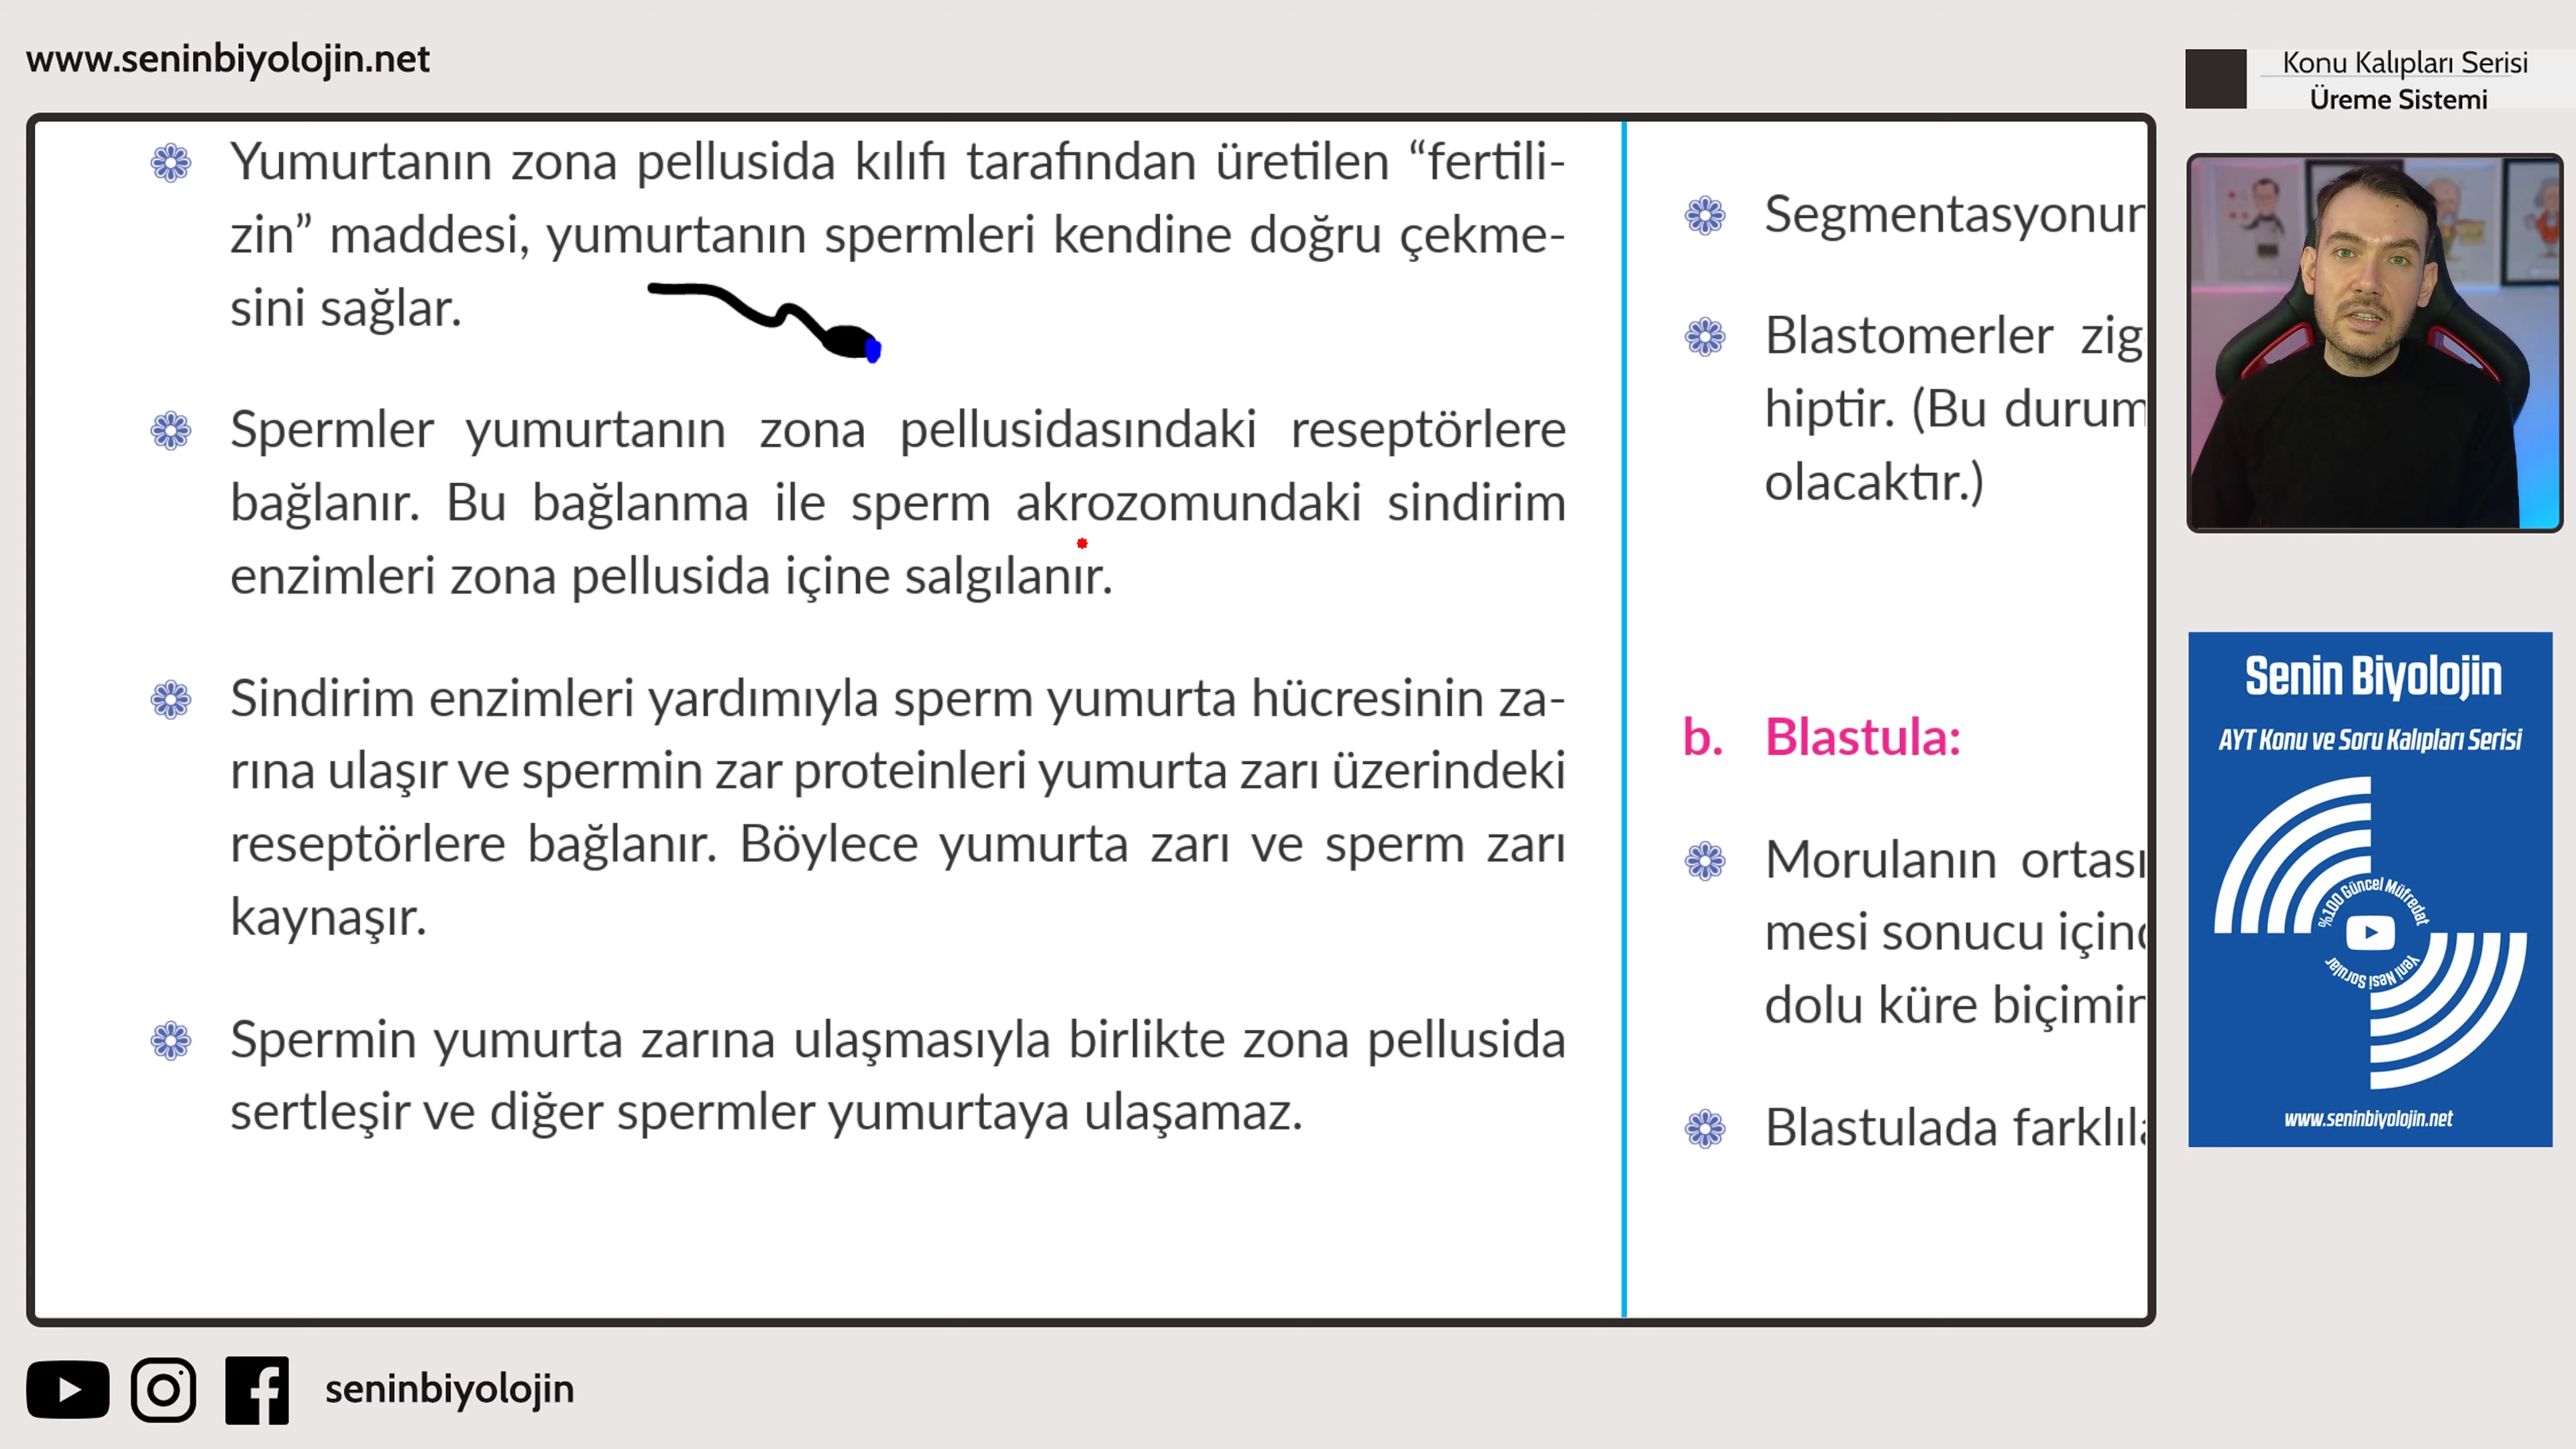 www.seninbiyolojin.net
Konu Kalıpları Serisi
Üreme Sistemi
Yumurtanın zona pellusida kılıfı tarafından üretilen “fertili-
zin” maddesi, yumurtanın spermleri kendine doğru çekme-
sini sağlar.
Spermler yumurtanın zona pellusidasındaki reseptörlere
bağlanır. Bu bağlanma ile sperm akrozomundaki sindirim
enzimleri zona pellusida içine salgılanır.
Sindirim enzimleri yardımıyla sperm yumurta hücresinin za-
rına ulaşır ve spermin zar proteinleri yumurta zarı üzerindeki
reseptörlere bağlanır. Böylece yumurta zarı ve sperm zarı
kaynaşır.
Spermin yumurta zarına ulaşmasıyla birlikte zona pellusida
sertleşir ve diğer spermler yumurtaya ulaşamaz.
Segmentasyonun
Blastomerler zig
hiptir. (Bu durum
olacaktır.)
b. Blastula:
Morulanın ortası
mesi sonucu için
dolu küre biçimin
Blastulada farklıla
Senin Biyolojin
AYT Konu ve Soru Kalıpları Serisi
%100 Güncel Müfredat
Yeni Nesi Sorular
www.seninbiyolojin.net
seninbiyolojin